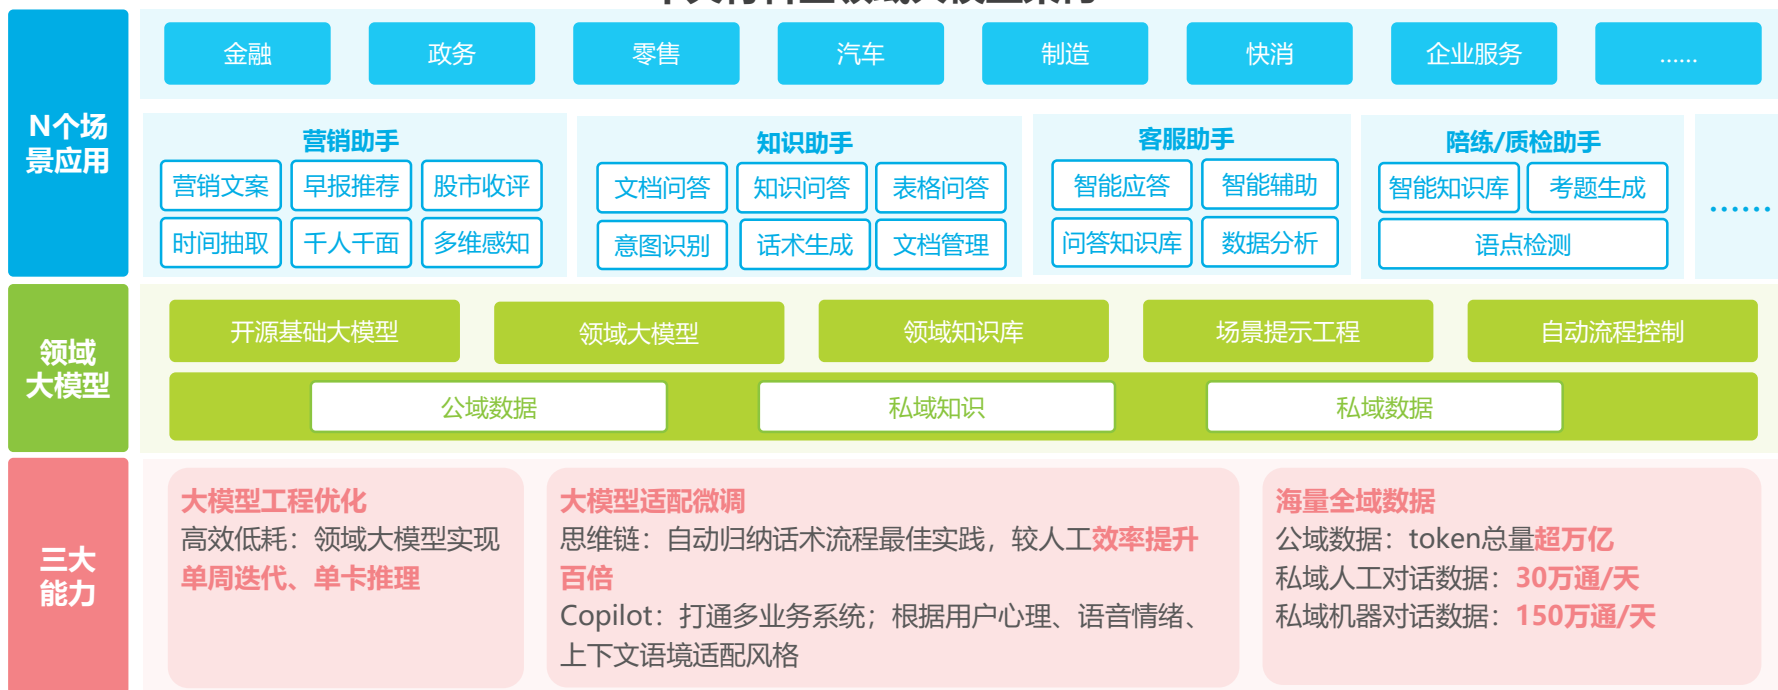 N个场
景应用
金融
政务
零售
汽车
制造
快消
企业服务
......
营销助手
营销文案
早报推荐
股市收评
时间抽取
千人千面
多维感知
知识助手
文档问答
知识问答
表格问答
意图识别
话术生成
文档管理
客服助手
智能应答
智能辅助
问答知识库
数据分析
陪练/质检助手
智能知识库
考题生成
语点检测
......
领域
大模型
开源基础大模型
领域大模型
领域知识库
场景提示工程
自动流程控制
公域数据
私域知识
私域数据
三大
能力
大模型工程优化
高效低耗：领域大模型实现
单周迭代、单卡推理
大模型适配微调
思维链：自动归纳话术流程最佳实践，较人工效率提升
百倍
Copilot：打通多业务系统；根据用户心理、语音情绪、
上下文语境适配风格
海量全域数据
公域数据：token总量超万亿
私域人工对话数据：30万通/天
私域机器对话数据：150万通/天